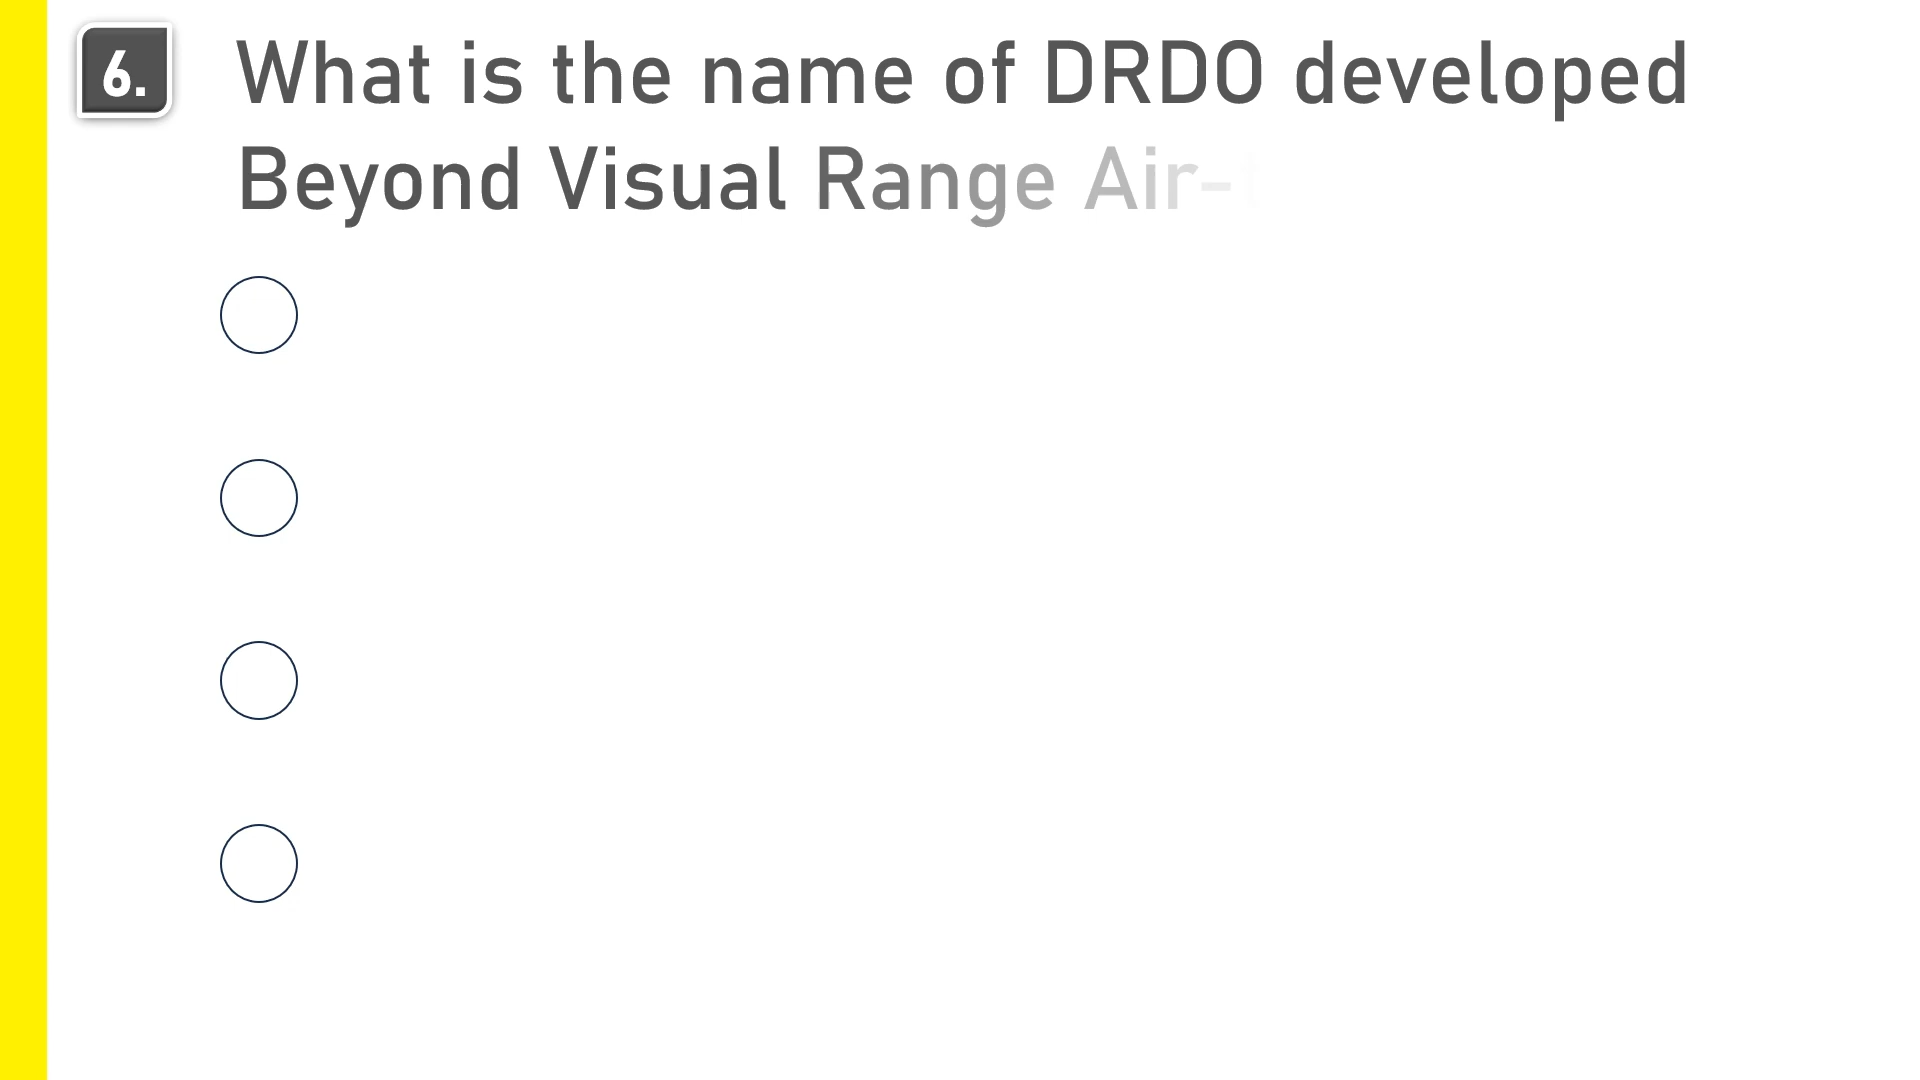 6. What is the name of DRDO developed
Beyond Visual Range Air-